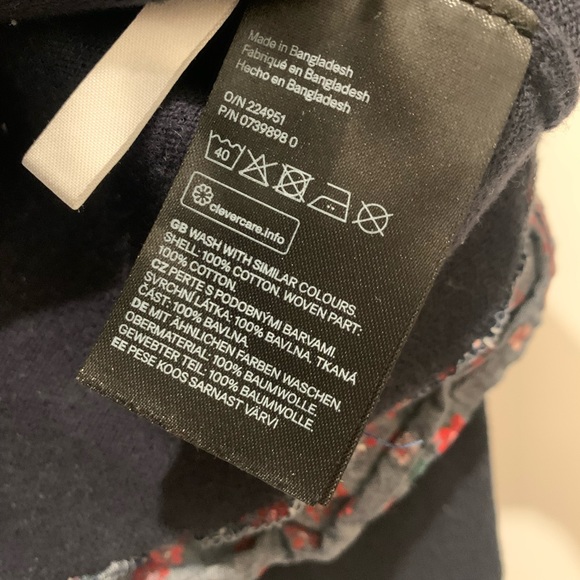 Made in Bangladesh
Fabriqué en Bangladesh
Hecho en Bangladesh
O/N 224951
P/N 0739898 0
40
clevercare.info
GB WASH WITH SIMILAR COLOURS.
SHELL: 100% COTTON. WOVEN PART:
100% COTTON.
CZ PERTE S PODOBNÝMI BARVAMI.
SVRCHNÍ LÁTKA: 100% BAVLNA. TKANÁ
ČÁST: 100% BAVLNA.
DE MIT ÄHNLICHEN FARBEN WASCHEN.
OBERMATERIAL: 100% BAUMWOLLE.
GEWEBTER TEIL: 100% BAUMWOLLE.
EE PESE KOOS SARNAST VÄRVI